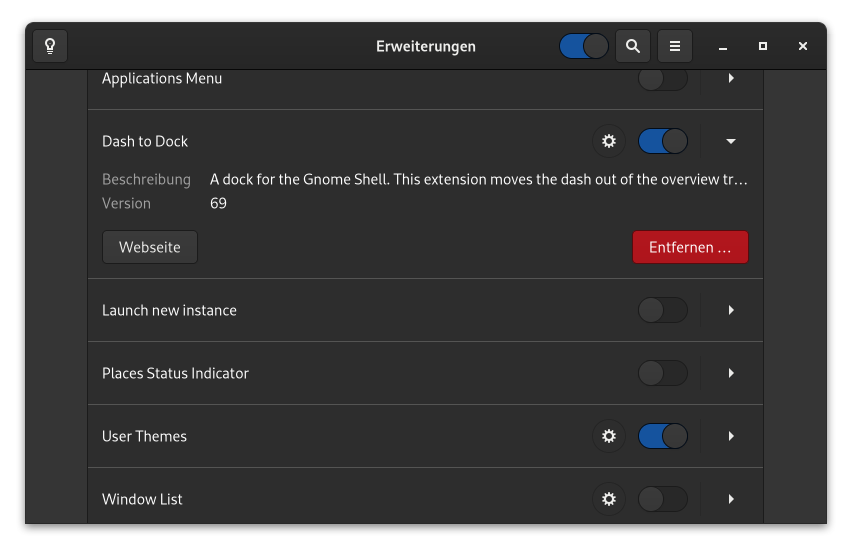 Erweiterungen
Applications Menu
Dash to Dock
Beschreibung A dock for the Gnome Shell. This extension moves the dash out of the overview tr…
Version 69
Webseite Entfernen …
Launch new instance
Places Status Indicator
User Themes
Window List